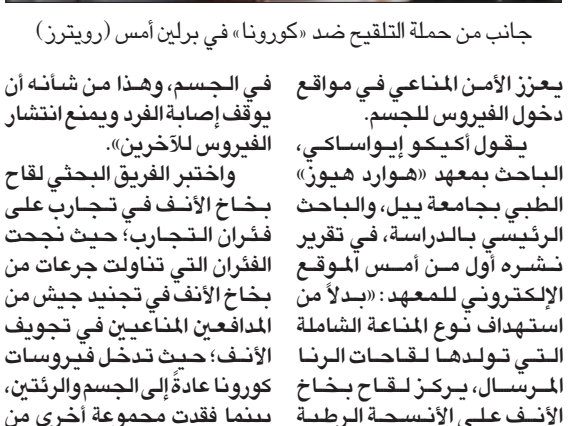 جانب من حملة التلقيح ضد «كورونا» في برلين أمس (رويترز)
يعزز الأمن المناعي في مواقع
دخول الفيروس للجسم.
يقول أكيكو إيواساكي،
الباحث بمعهد «هوارد هيوز»
الطبي بجامعة ييل، والباحث
الرئيسي بالدراسة، في تقرير
نشره أول من أمس الموقع
الإلكتروني للمعهد: «بدلاً من
استهداف نوع المناعة الشاملة
التي تولدها لقاحات الرنا
المرسال، يركز لقاح بخاخ
الأنف على الأنسجة الرطبة
في الجسم، وهذا من شأنه أن
يوقف إصابة الفرد ويمنع انتشار
الفيروس للآخرين».
واختبر الفريق البحثي لقاح
بخاخ الأنف في تجارب على
فئران التجارب؛ حيث نجحت
الفئران التي تناولت جرعات من
بخاخ الأنف في تجنيد جيش من
المدافعين المناعيين في تجويف
الأنف؛ حيث تدخل فيروسات
كورونا عادةً إلى الجسم والرئتين،
بينما فقدت مجموعة أخرى من